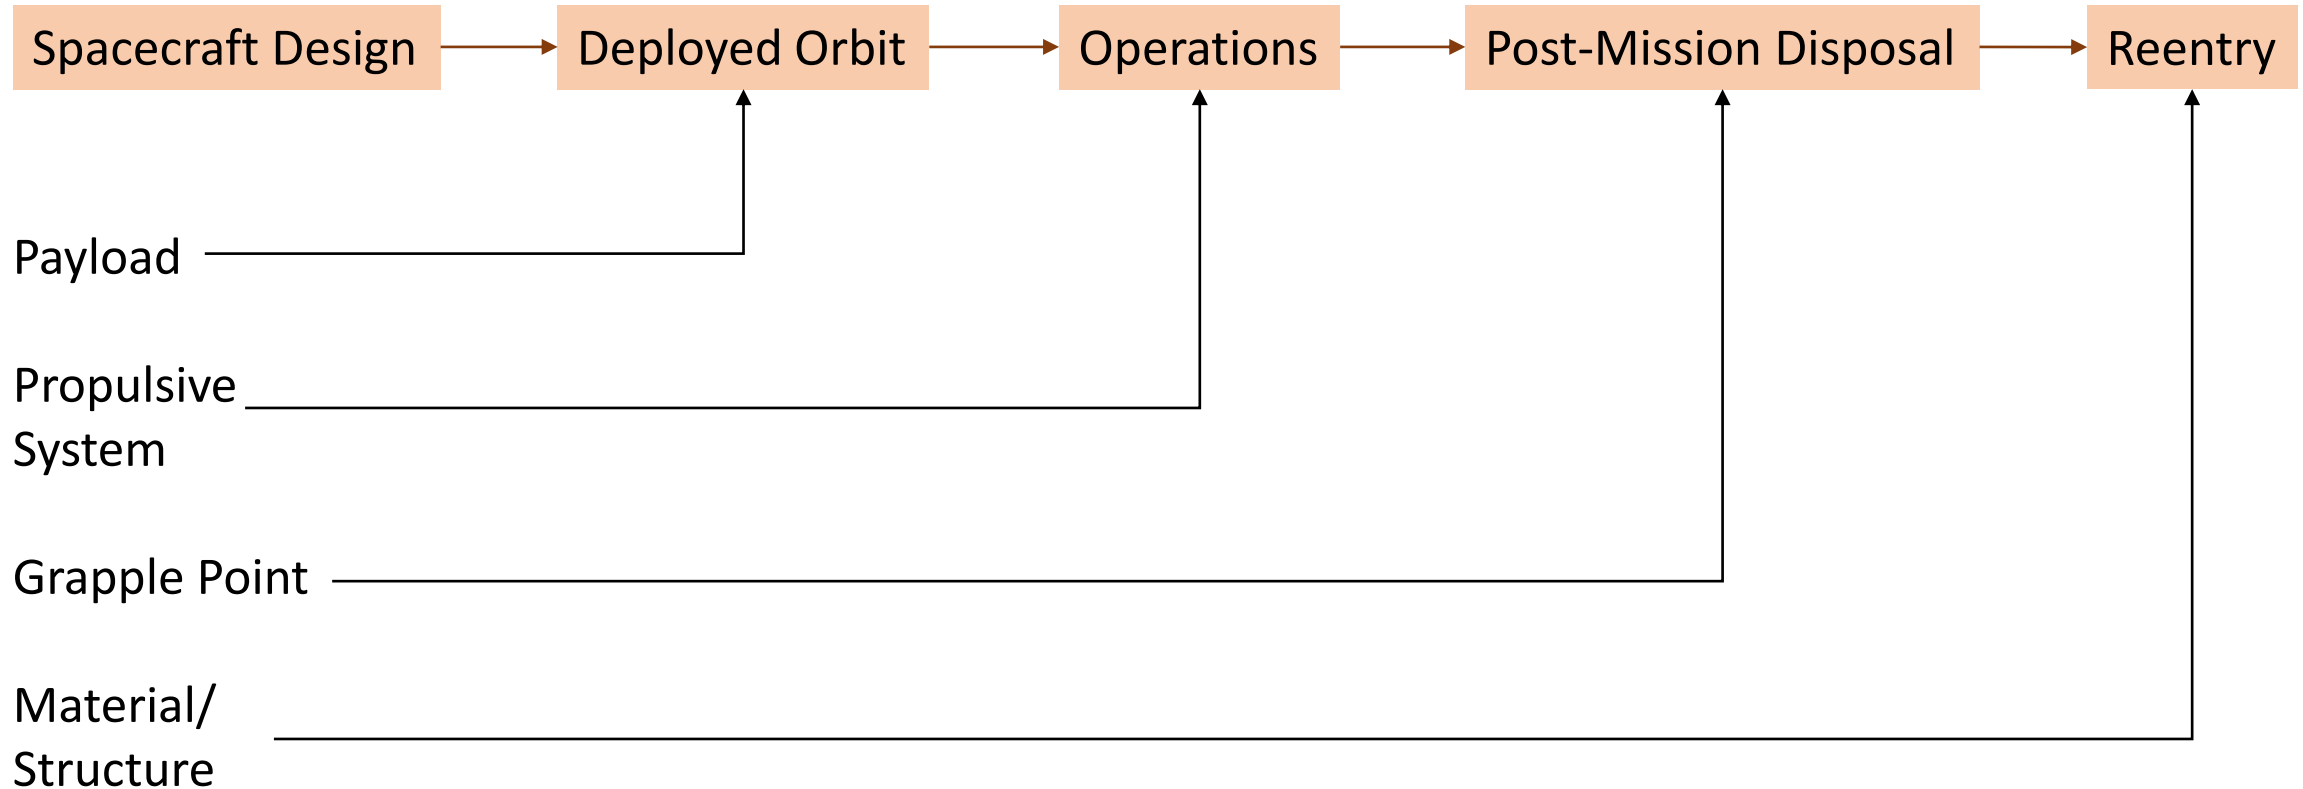 Spacecraft Design
Deployed Orbit
Operations
Post-Mission Disposal
Reentry
Payload
Propulsive
System
Grapple Point
Material/
Structure